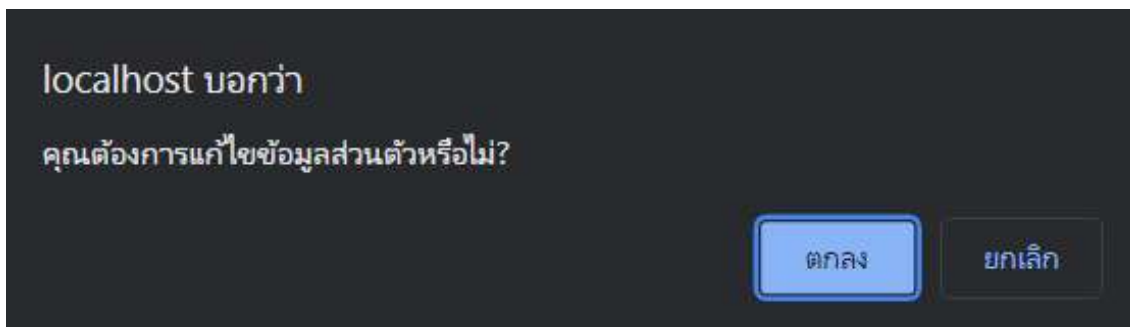 localhost บอกว่า
คุณต้องการแก้ไขข้อมูลส่วนตัวหรือไม่?
ตกลง ยกเลิก